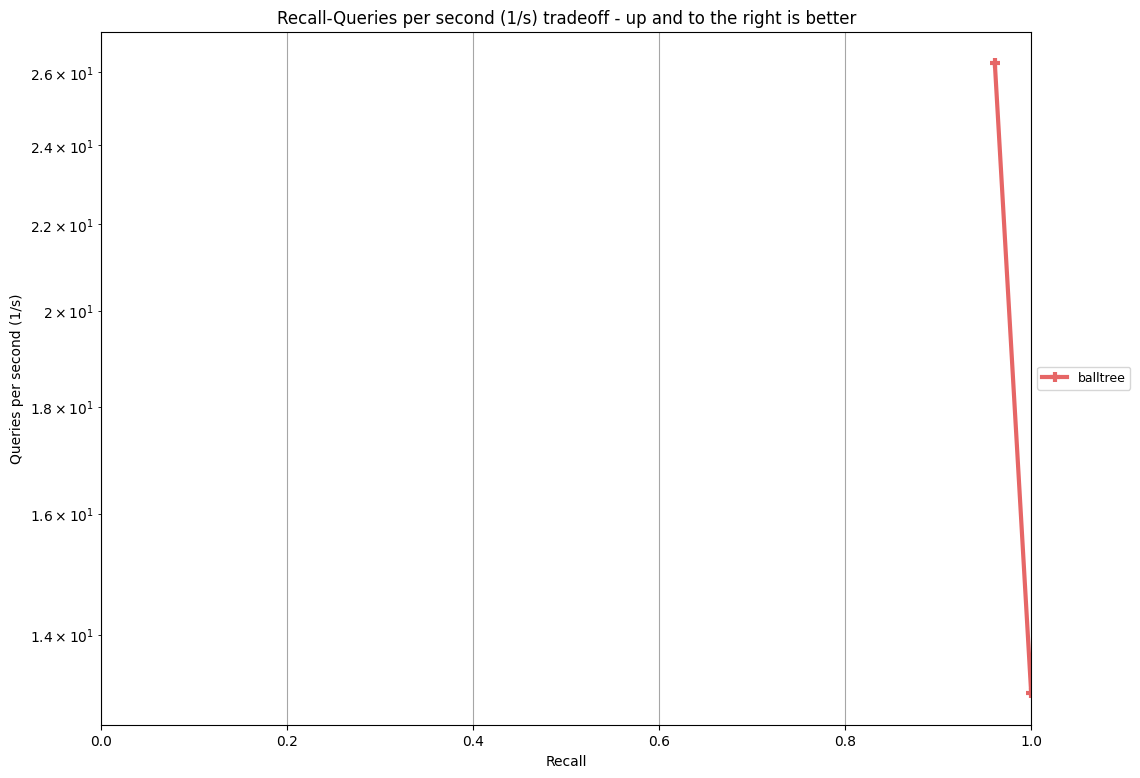 Recall-Queries per second (1/s) tradeoff - up and to the right is better
2.6 × 10¹
2.4 × 10¹
2.2 × 10¹
2 × 10¹
1.8 × 10¹
1.6 × 10¹
1.4 × 10¹
Queries per second (1/s)
balltree
0.0 0.2 0.4 0.6 0.8 1.0
Recall